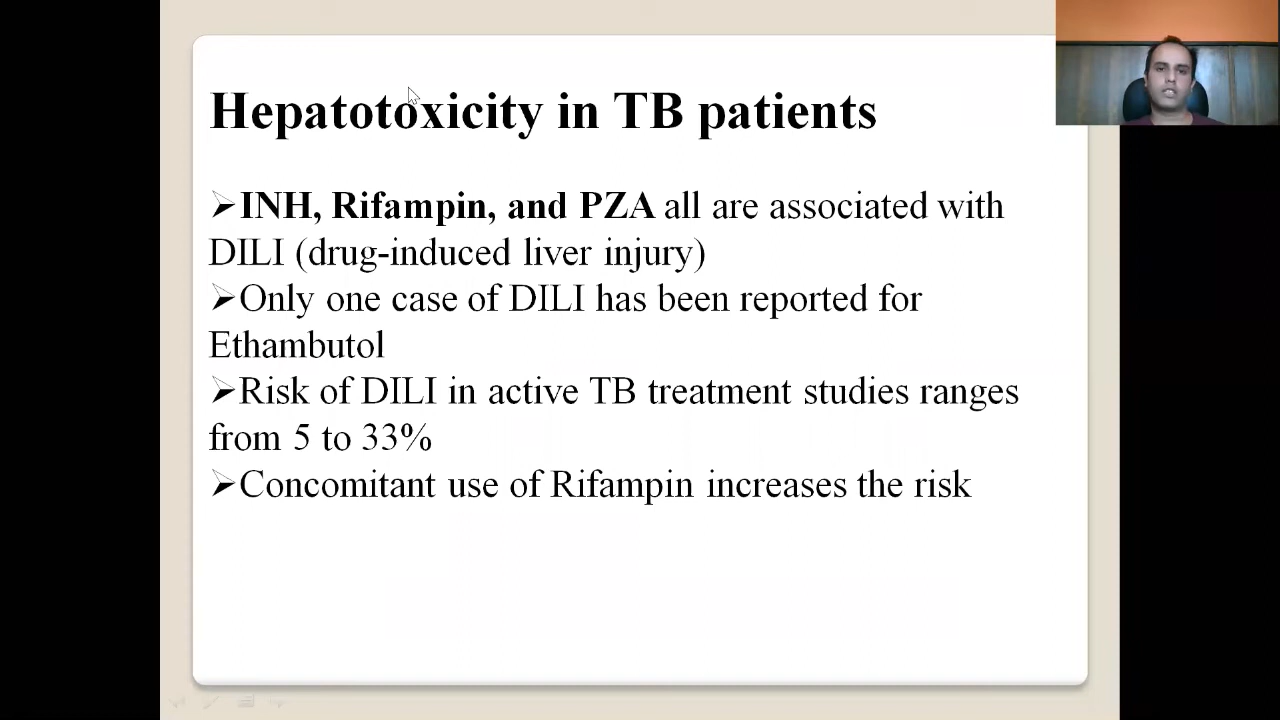 Hepatotoxicity in TB patients
➢INH, Rifampin, and PZA all are associated with
DILI (drug-induced liver injury)
➢Only one case of DILI has been reported for
Ethambutol
➢Risk of DILI in active TB treatment studies ranges
from 5 to 33%
➢Concomitant use of Rifampin increases the risk